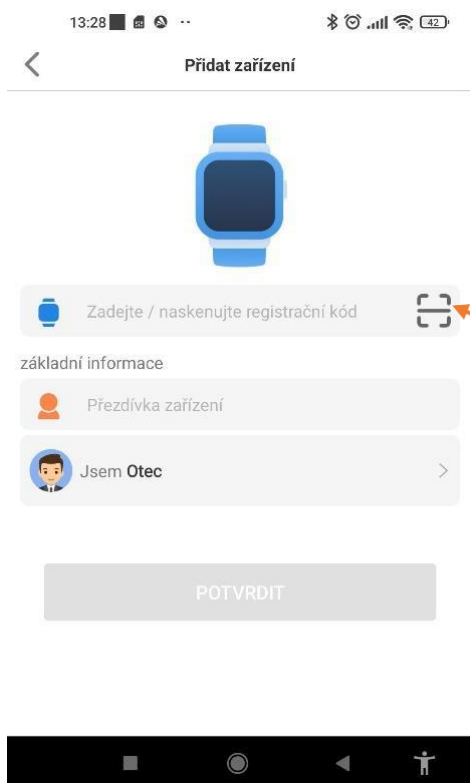 13:28
42
Přidat zařízení
Zadejte / naskenujte registrační kód
základní informace
Přezdívka zařízení
Jsem Otec
POTVRDIT